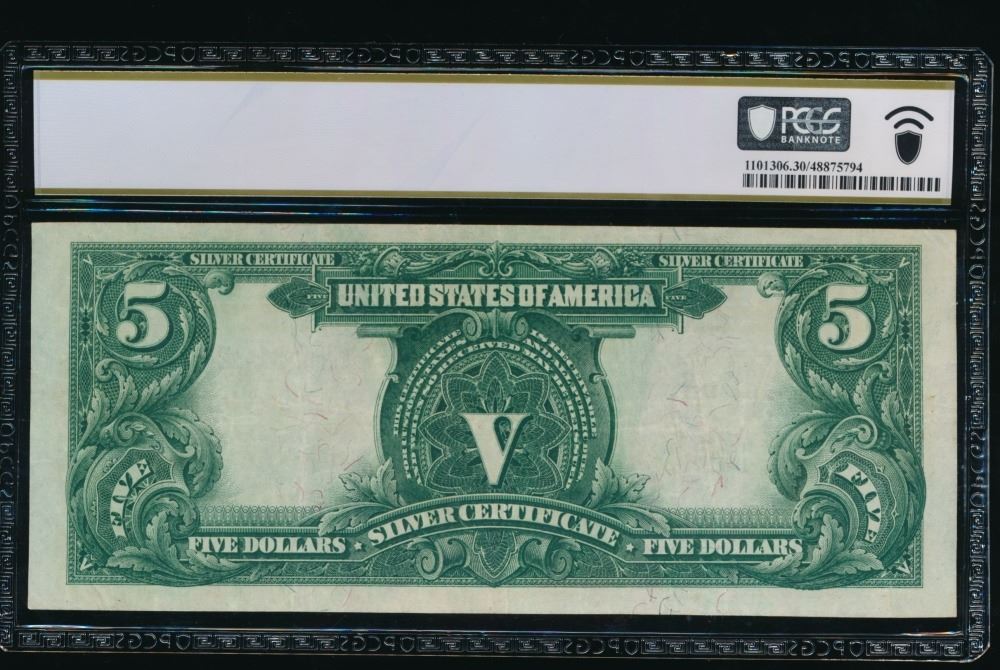 PCGS
BANKNOTE
1101306.30/48875794
SILVER CERTIFICATE SILVER CERTIFICATE
5 FIVE UNITED STATES OF AMERICA FIVE 5
V
FIVE FIVE
SILVER CERTIFICATE
FIVE DOLLARS FIVE DOLLARS
V V